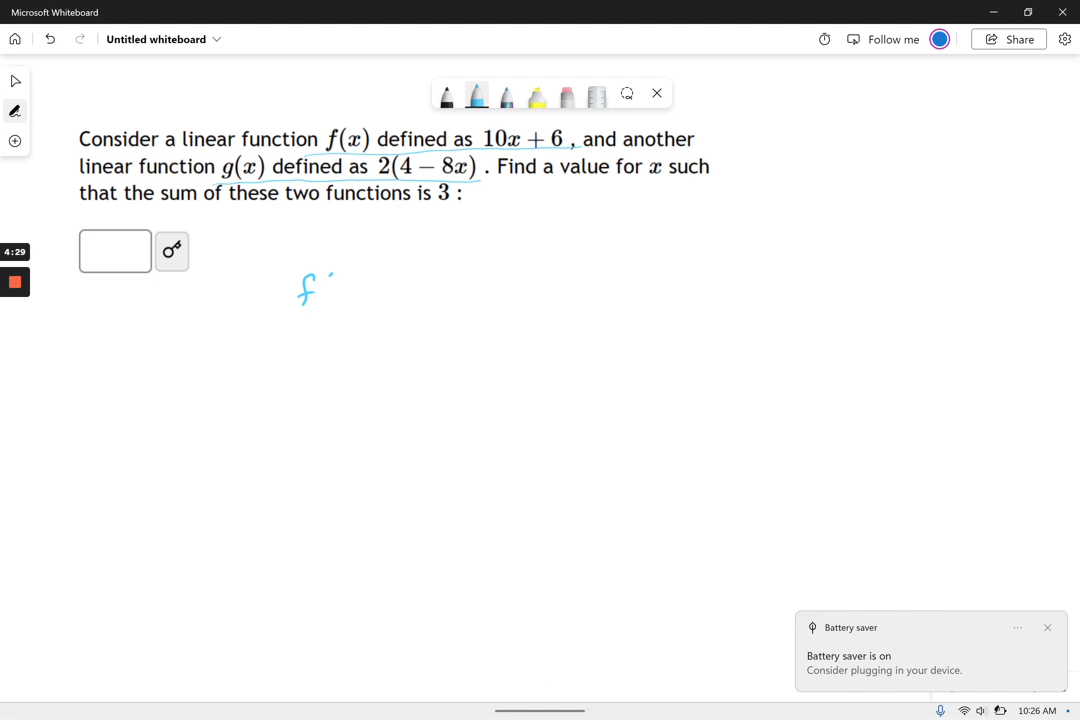 Microsoft Whiteboard
Untitled whiteboard
Follow me
Share
Consider a linear function f(x) defined as 10x + 6 , and another
linear function g(x) defined as 2(4 − 8x) . Find a value for x such
that the sum of these two functions is 3 :
4:29
f
Battery saver
Battery saver is on
Consider plugging in your device.
10:26 AM